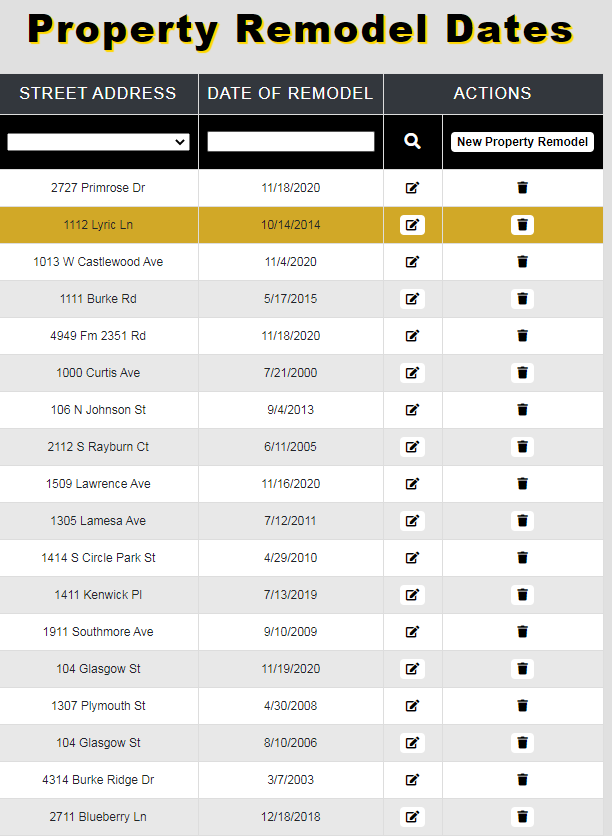 Property Remodel Dates
STREET ADDRESS DATE OF REMODEL ACTIONS
New Property Remodel
2727 Primrose Dr 11/18/2020
1112 Lyric Ln 10/14/2014
1013 W Castlewood Ave 11/4/2020
1111 Burke Rd 5/17/2015
4949 Fm 2351 Rd 11/18/2020
1000 Curtis Ave 7/21/2000
106 N Johnson St 9/4/2013
2112 S Rayburn Ct 6/11/2005
1509 Lawrence Ave 11/16/2020
1305 Lamesa Ave 7/12/2011
1414 S Circle Park St 4/29/2010
1411 Kenwick Pl 7/13/2019
1911 Southmore Ave 9/10/2009
104 Glasgow St 11/19/2020
1307 Plymouth St 4/30/2008
104 Glasgow St 8/10/2006
4314 Burke Ridge Dr 3/7/2003
2711 Blueberry Ln 12/18/2018